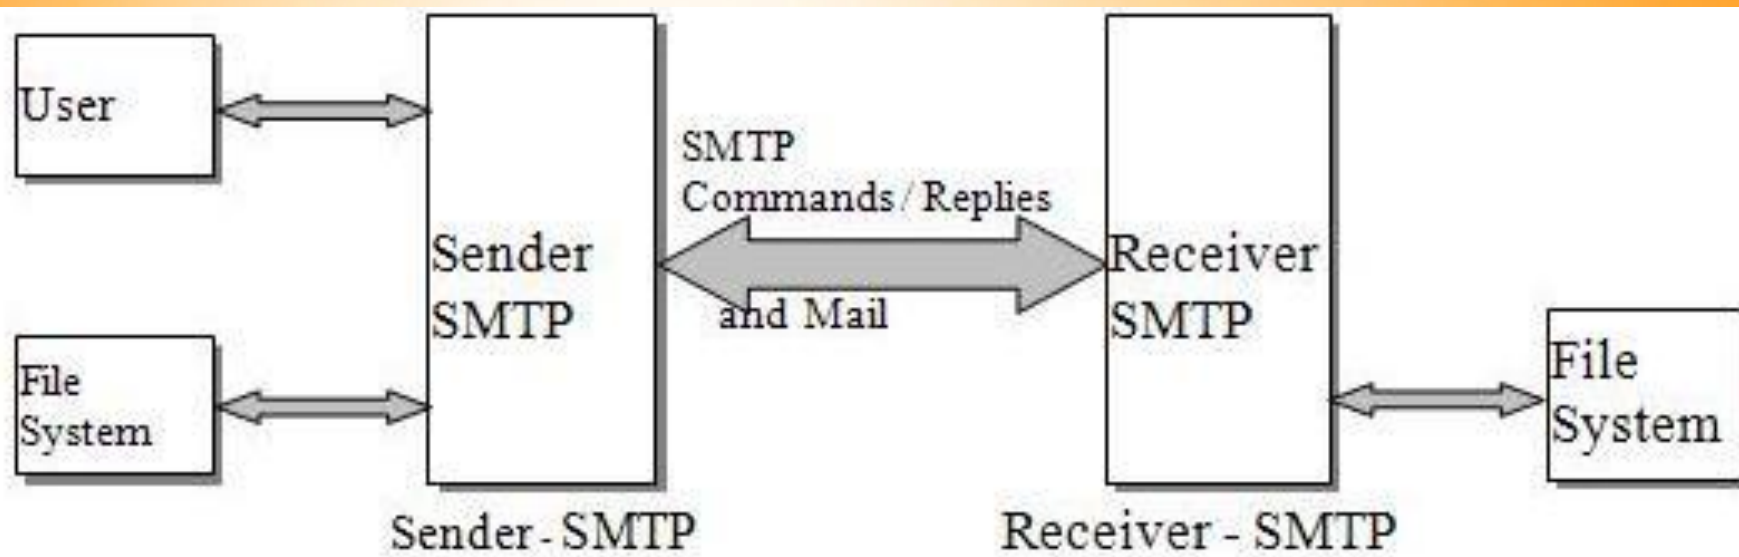 User
SMTP
Commands / Replies
Sender
SMTP
Receiver
SMTP
and Mail
File
System
File
System
Sender - SMTP
Receiver - SMTP